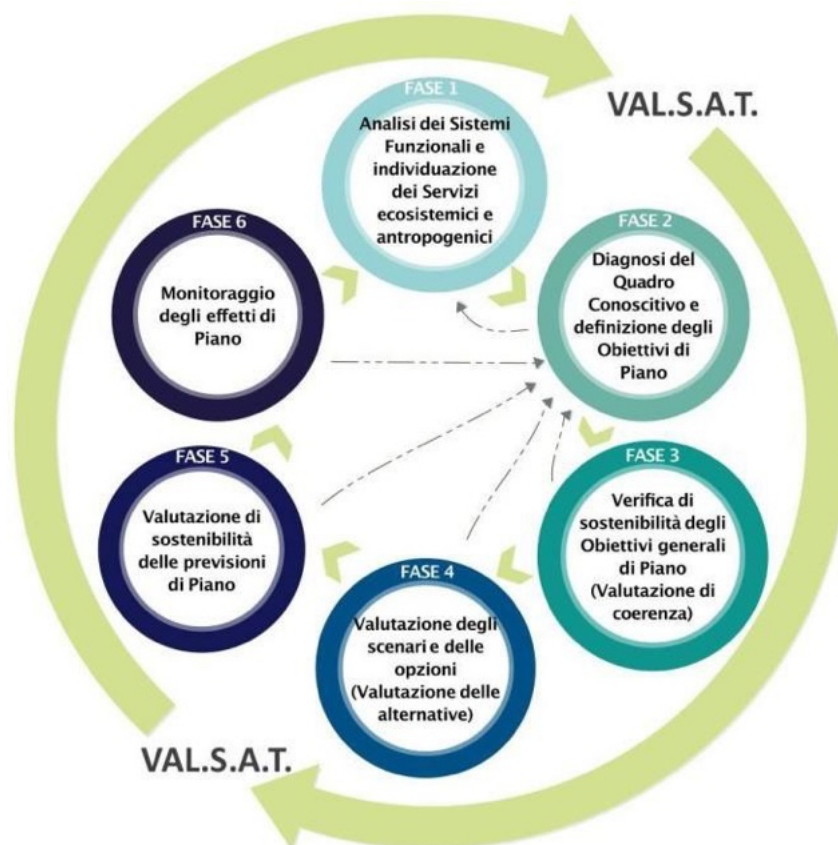 FASE 1
Analisi dei Sistemi
Funzionali e
individuazione
dei Servizi
ecosistemici e
antropogenici
VAL.S.A.T.
FASE 2
Diagnosi del
Quadro
Conoscitivo e
definizione degli
Obiettivi di
Piano
FASE 3
Verifica di
sostenibilità degli
Obiettivi generali
di Piano
(Valutazione di
coerenza)
FASE 4
Valutazione degli
scenari e delle
opzioni
(Valutazione delle
alternative)
FASE 5
Valutazione di
sostenibilità
delle previsioni
di Piano
FASE 6
Monitoraggio
degli effetti di
Piano
VAL.S.A.T.